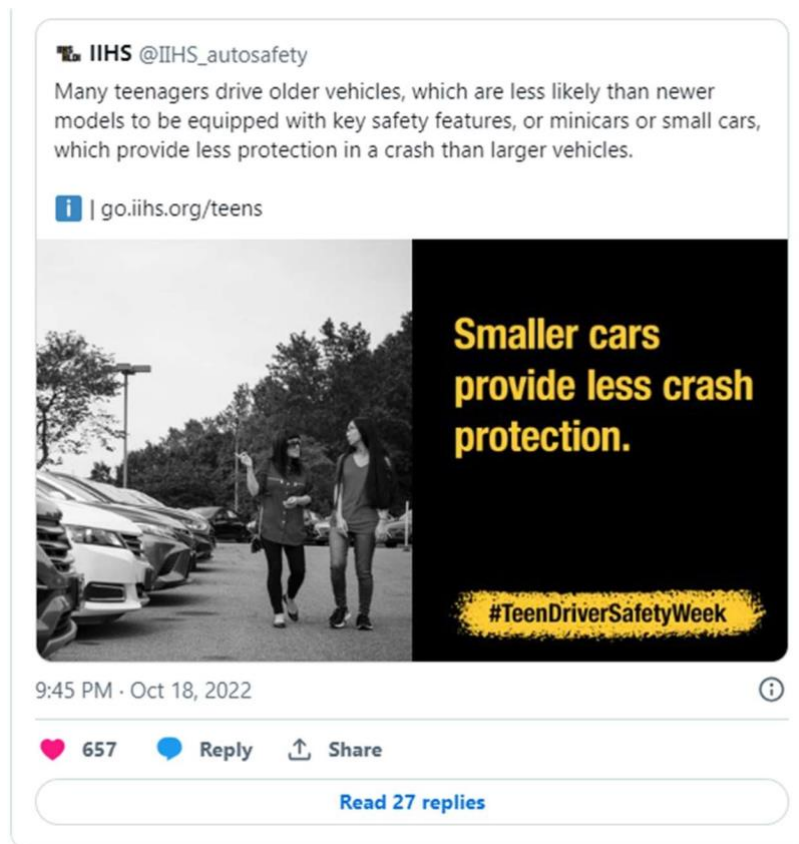 IIHS @IIHS_autosafety
Many teenagers drive older vehicles, which are less likely than newer
models to be equipped with key safety features, or minicars or small cars,
which provide less protection in a crash than larger vehicles.
i | go.iihs.org/teens
Smaller cars
provide less crash
protection.
#TeenDriverSafetyWeek
9:45 PM · Oct 18, 2022
657 Reply Share
Read 27 replies